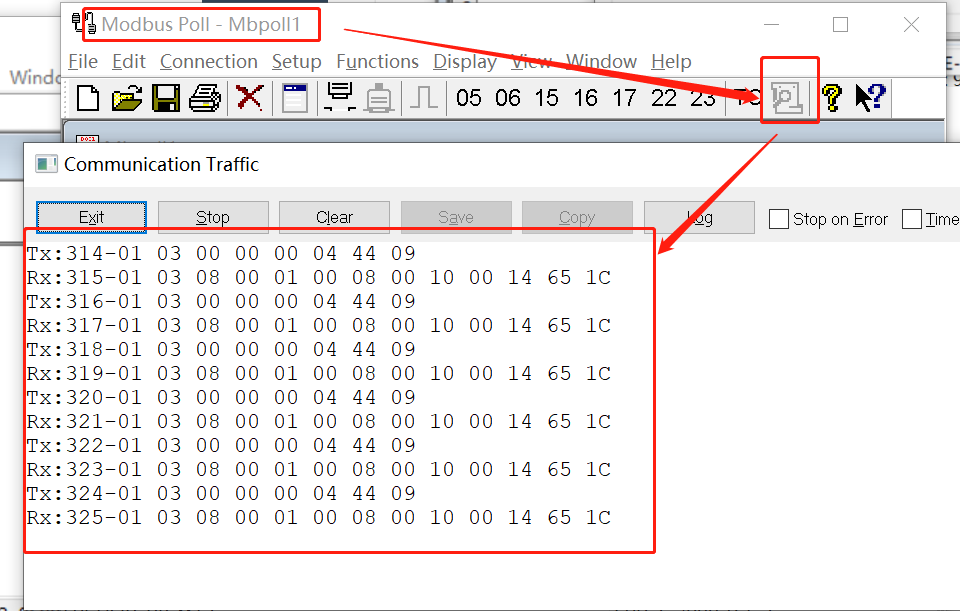 Modbus Poll - Mbpoll1
File Edit Connection Setup Functions Display View Window Help
05 06 15 16 17 22 23 TC
Communication Traffic
Exit Stop Clear Save Copy Log Stop on Error Time
Tx:314-01 03 00 00 00 04 44 09
Rx:315-01 03 08 00 01 00 08 00 10 00 14 65 1C
Tx:316-01 03 00 00 00 04 44 09
Rx:317-01 03 08 00 01 00 08 00 10 00 14 65 1C
Tx:318-01 03 00 00 00 04 44 09
Rx:319-01 03 08 00 01 00 08 00 10 00 14 65 1C
Tx:320-01 03 00 00 00 04 44 09
Rx:321-01 03 08 00 01 00 08 00 10 00 14 65 1C
Tx:322-01 03 00 00 00 04 44 09
Rx:323-01 03 08 00 01 00 08 00 10 00 14 65 1C
Tx:324-01 03 00 00 00 04 44 09
Rx:325-01 03 08 00 01 00 08 00 10 00 14 65 1C